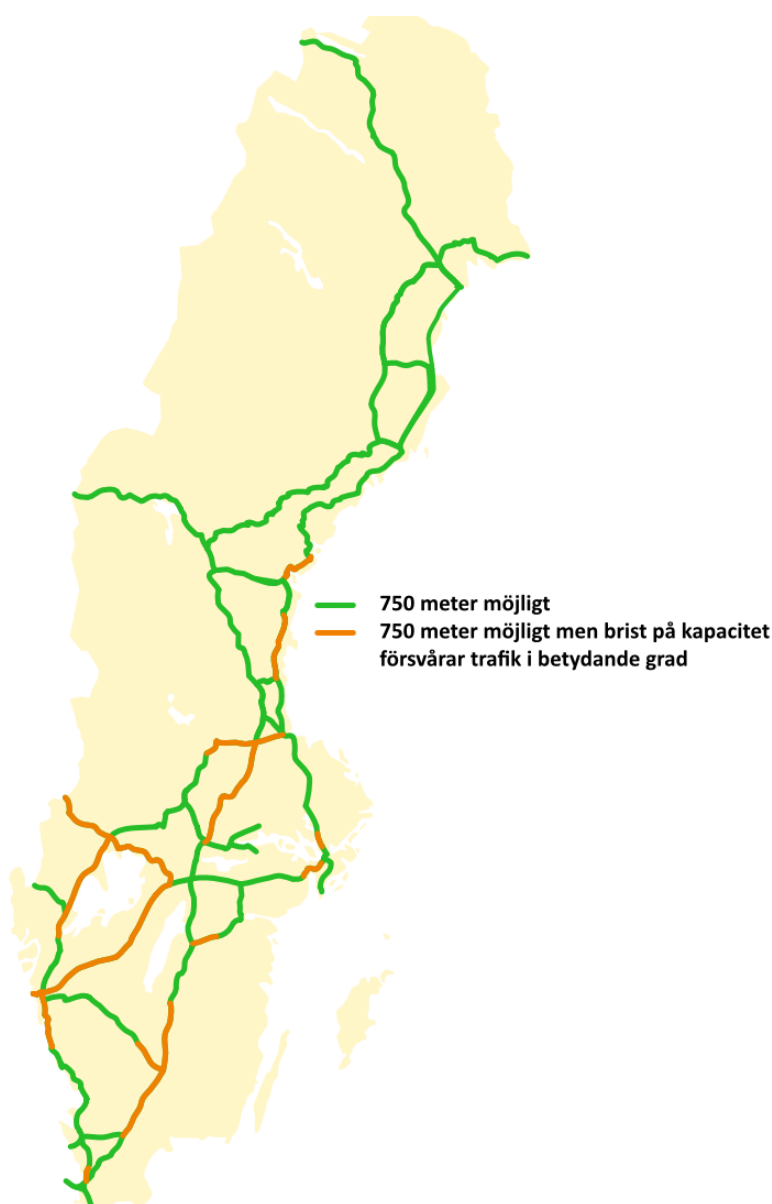 750 meter möjligt
750 meter möjligt men brist på kapacitet
försvårar trafik i betydande grad